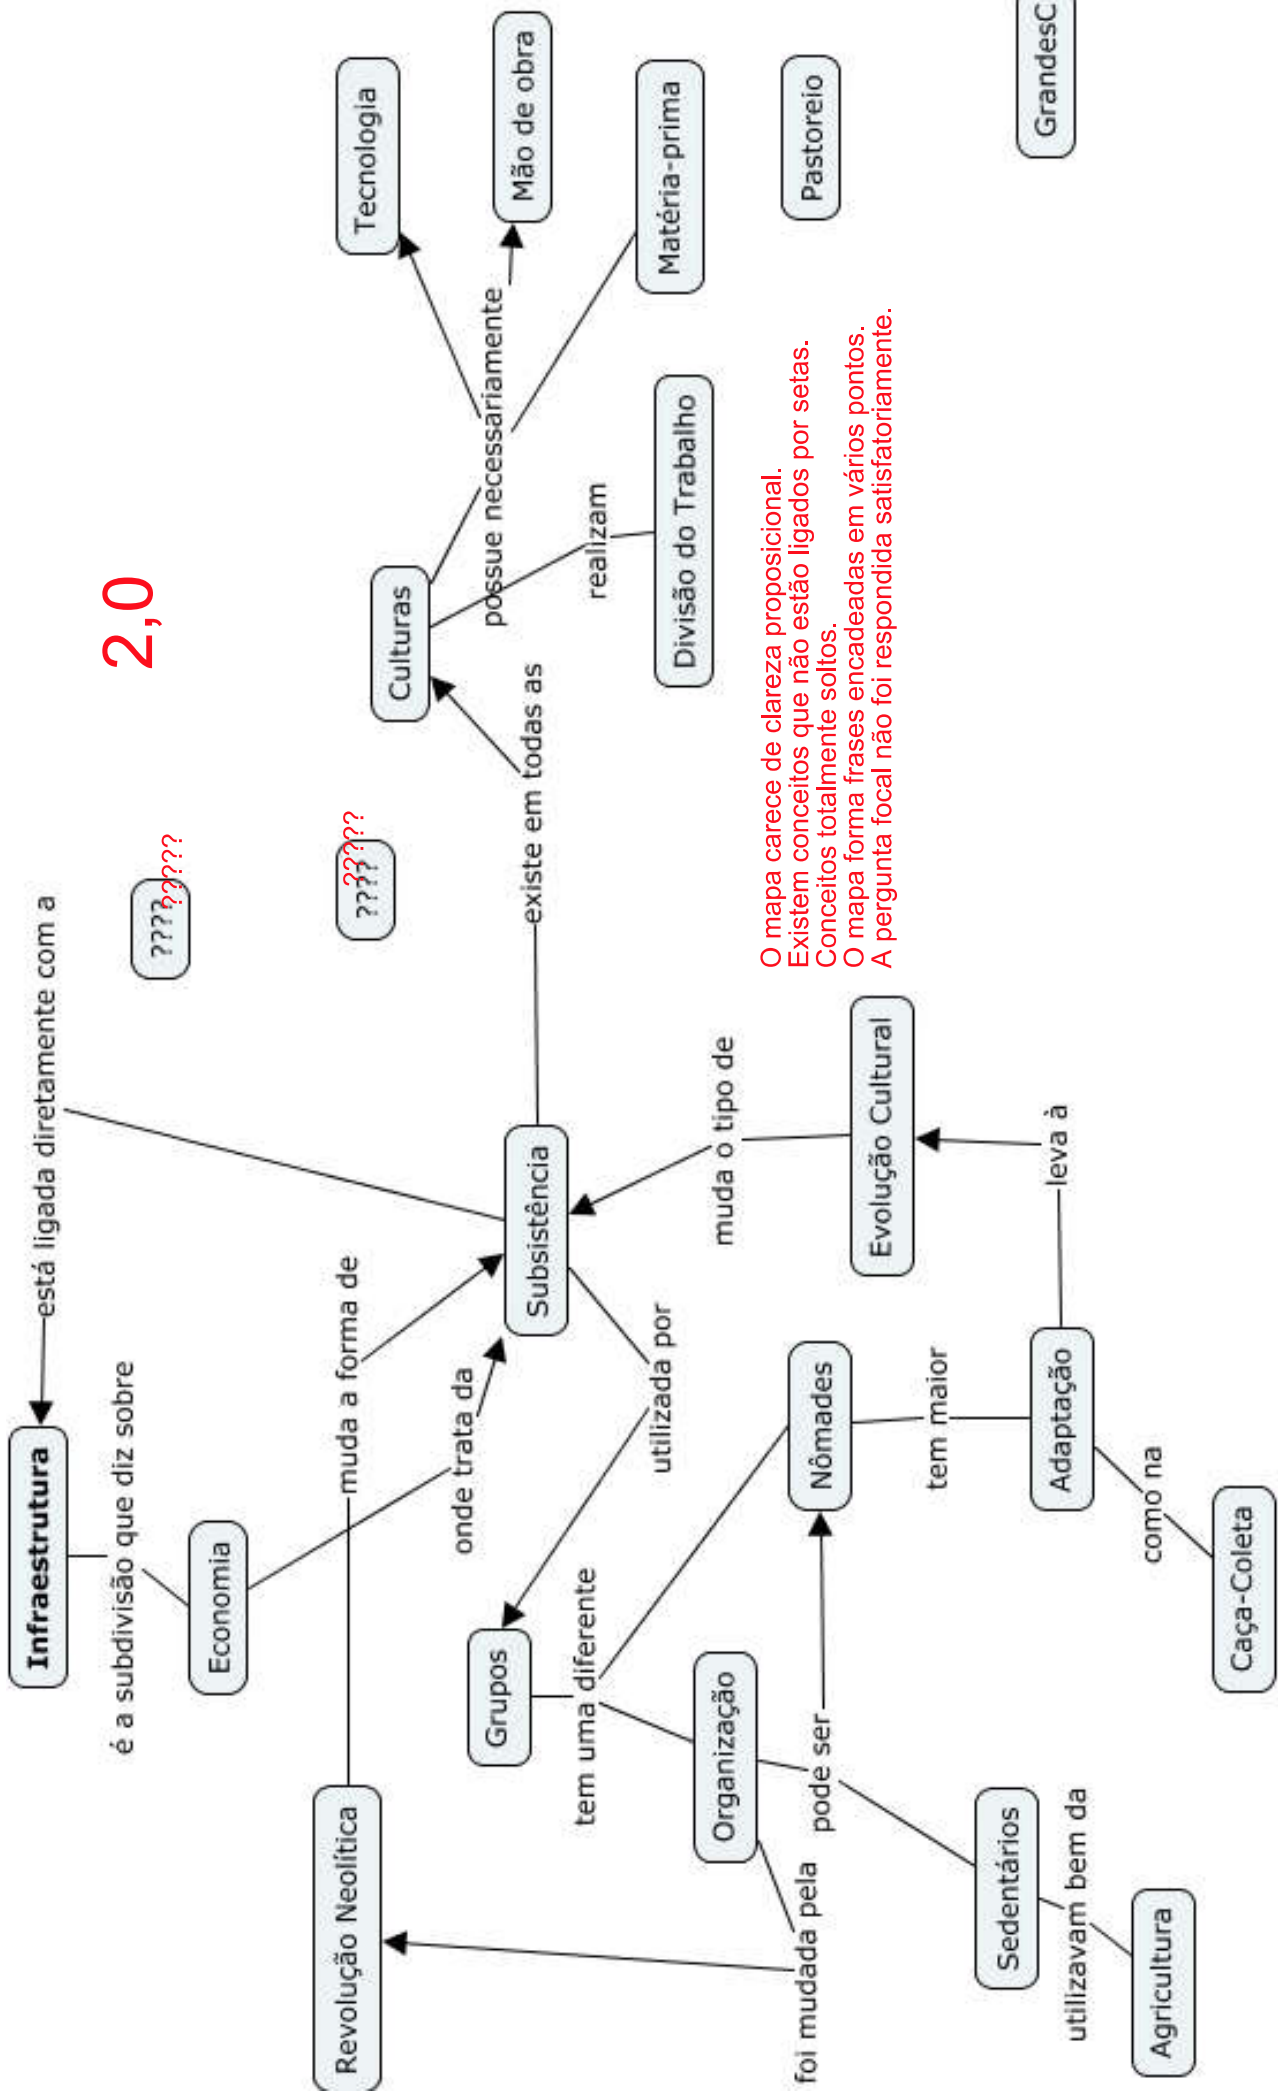 Infraestrutura
está ligada diretamente com a
é a subdivisão que diz sobre
????
?????
2,0
Economia
Revolução Neolítica
muda a forma de
????
?????
Culturas
Tecnologia
onde trata da
Grupos
Subsistência
existe em todas as
possue necessariamente
Mão de obra
tem uma diferente
utilizada por
realizam
Matéria-prima
Organização
muda o tipo de
Divisão do Trabalho
foi mudada pela
pode ser
Nômades
Pastoreio
O mapa carece de clareza proposicional.
Existem conceitos que não estão ligados por setas.
Conceitos totalmente soltos.
O mapa forma frases encadeadas em vários pontos.
A pergunta focal não foi respondida satisfatoriamente.
Evolução Cultural
tem maior
Sedentários
Adaptação
leva à
GrandesC
utilizavam bem da
como na
Agricultura
Caça-Coleta